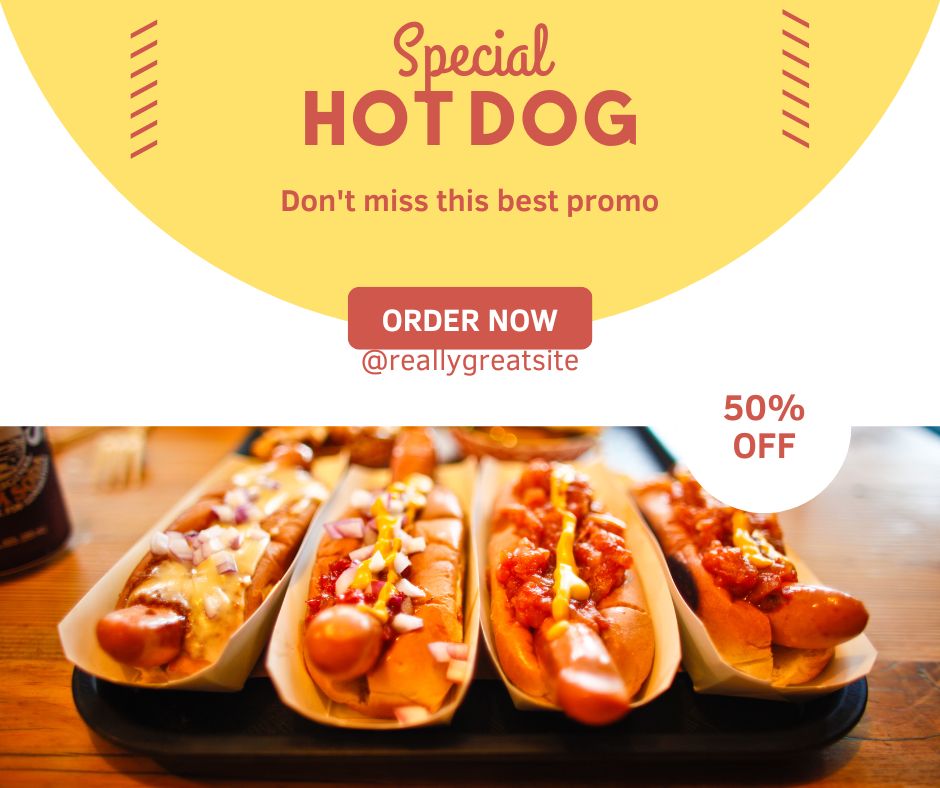 Special
HOT DOG
Don't miss this best promo
ORDER NOW
@reallygreatsite
50%
OFF